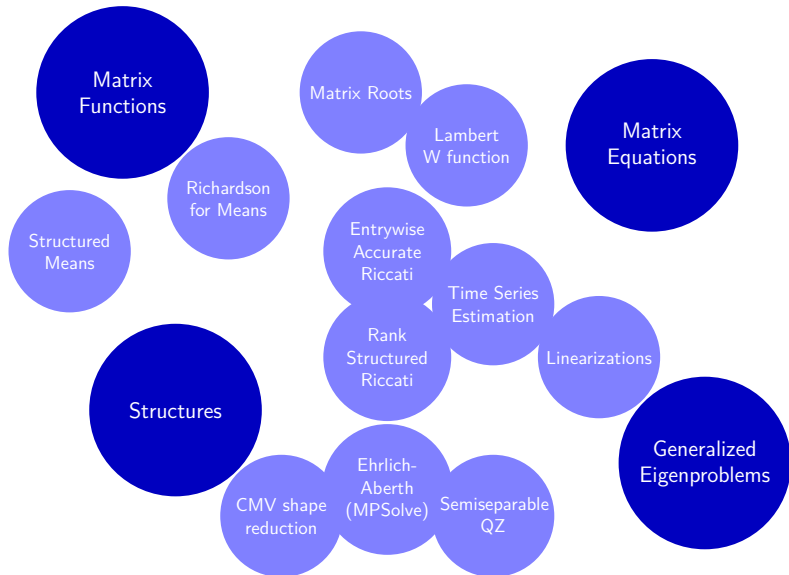 Matrix
Functions
Matrix Roots
Lambert
W function
Matrix
Equations
Richardson
for Means
Structured
Means
Entrywise
Accurate
Riccati
Time Series
Estimation
Rank
Structured
Riccati
Linearizations
Structures
Generalized
Eigenproblems
Ehrlich-
Aberth
(MPSolve)
CMV shape
reduction
Semiseparable
QZ